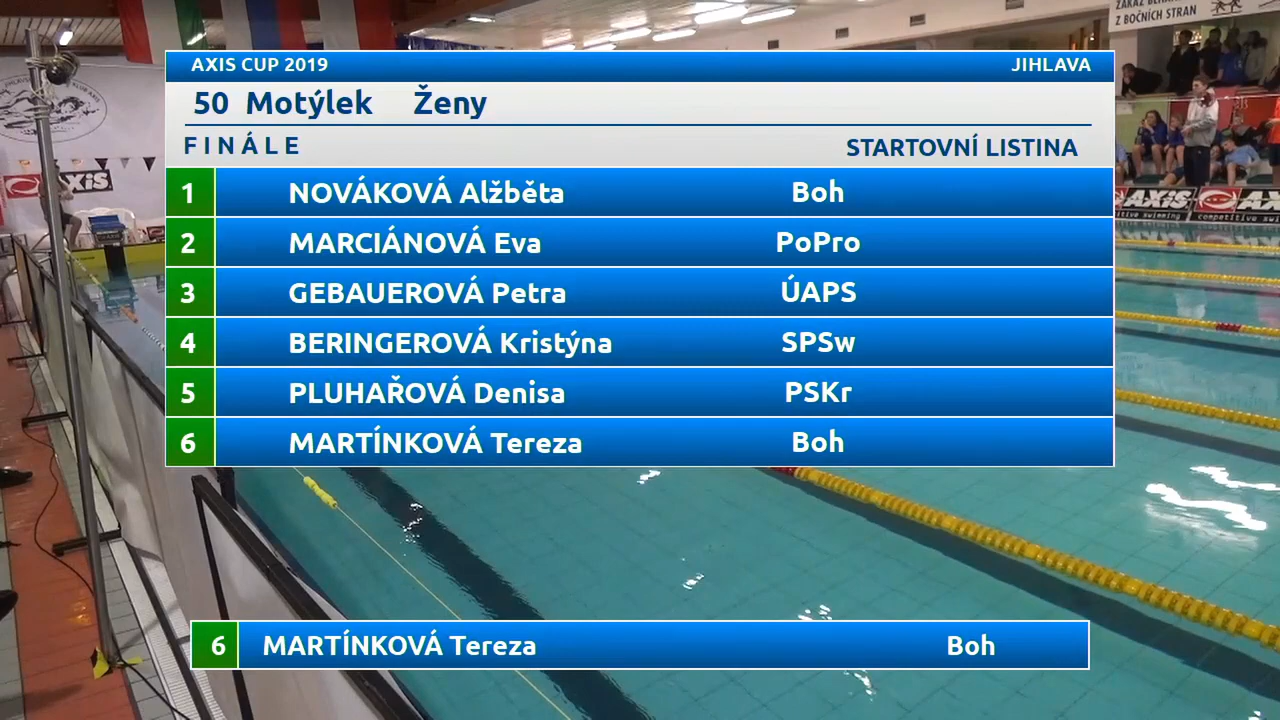 ZÁKAZ
Z BOČNÍCH STRAN
AXIS CUP 2019 JIHLAVA
50 Motýlek Ženy
FINÁLE STARTOVNÍ LISTINA
1 NOVÁKOVÁ Alžběta Boh
2 MARCIÁNOVÁ Eva PoPro
3 GEBAUEROVÁ Petra ÚAPS
4 BERINGEROVÁ Kristýna SPSw
5 PLUHAŘOVÁ Denisa PSKr
6 MARTÍNKOVÁ Tereza Boh
AXiS
AXiS
competitive swi
6 MARTÍNKOVÁ Tereza Boh